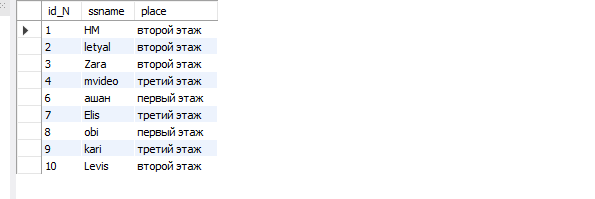 id_N ssname place
1 HM второй этаж
2 letyal второй этаж
3 Zara второй этаж
4 mvideo третий этаж
6 ашан первый этаж
7 Elis третий этаж
8 obi первый этаж
9 kari третий этаж
10 Levis второй этаж